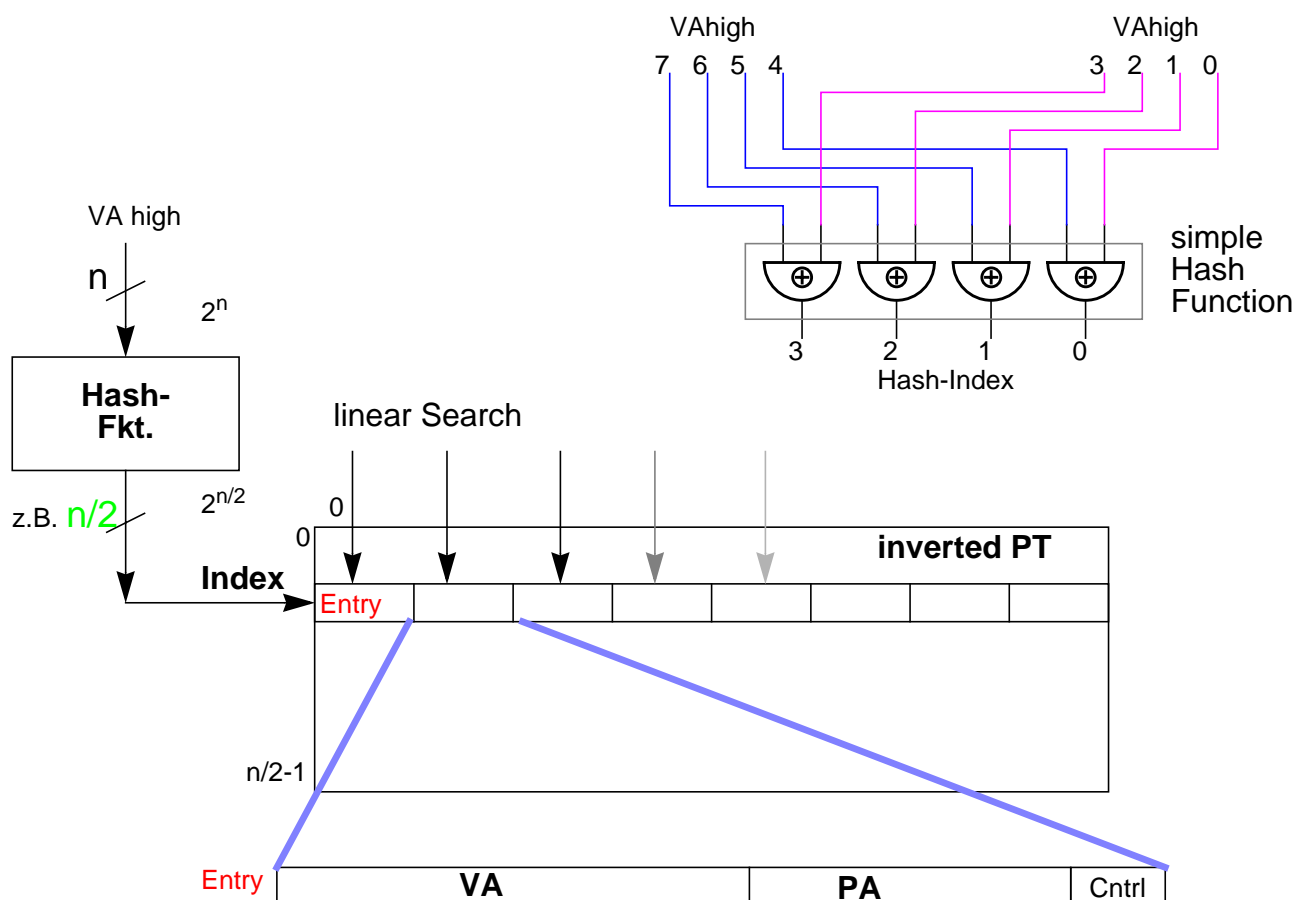 VAhigh VAhigh
7 6 5 4 3 2 1 0
simple
Hash
Function
3 2 1 0
Hash-Index
VA high
n
2^n
Hash-
Fkt.
z.B. n/2
2^n/2
Index
linear Search
0
0
inverted PT
Entry
n/2-1
Entry VA PA Cntrl